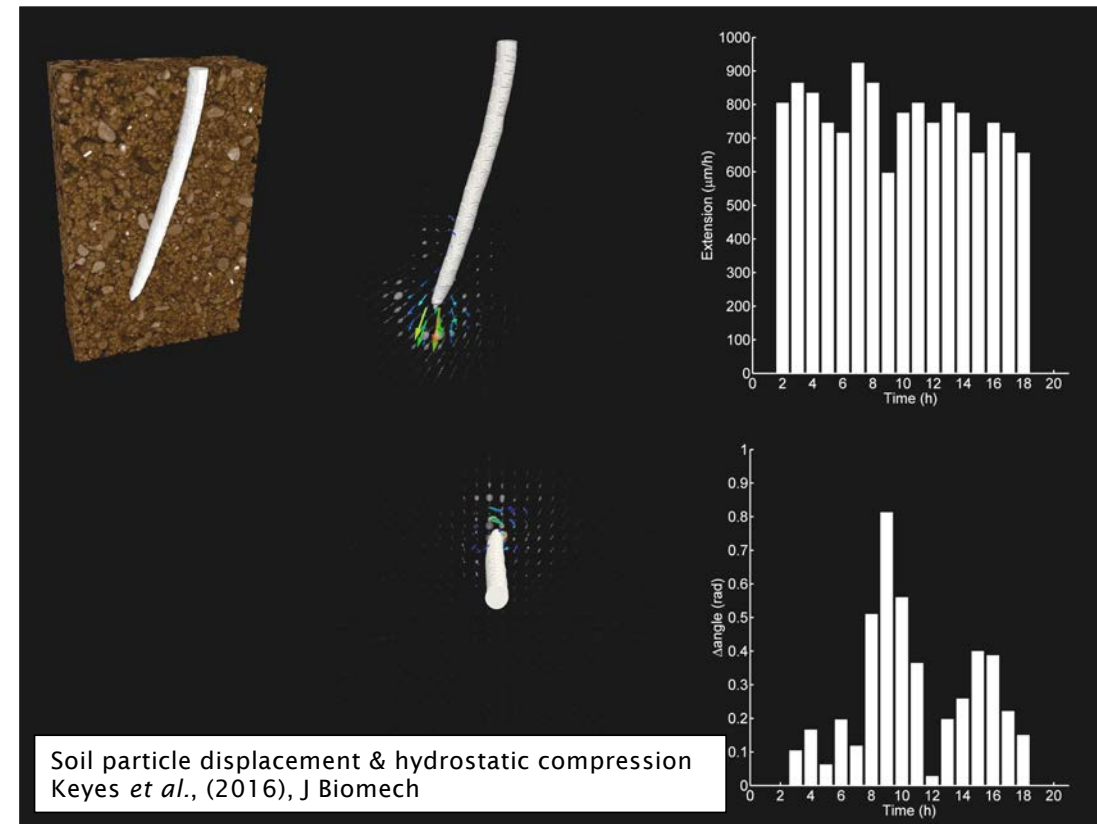 1000
900
800
700
600
500
400
300
200
100
0
Extension (μm/h)
0 2 4 6 8 10 12 14 16 18 20
Time (h)
1
0.9
0.8
0.7
0.6
0.5
0.4
0.3
0.2
0.1
0
Δangle (rad)
0 2 4 6 8 10 12 14 16 18 20
Time (h)
Soil particle displacement & hydrostatic compression
Keyes et al., (2016), J Biomech